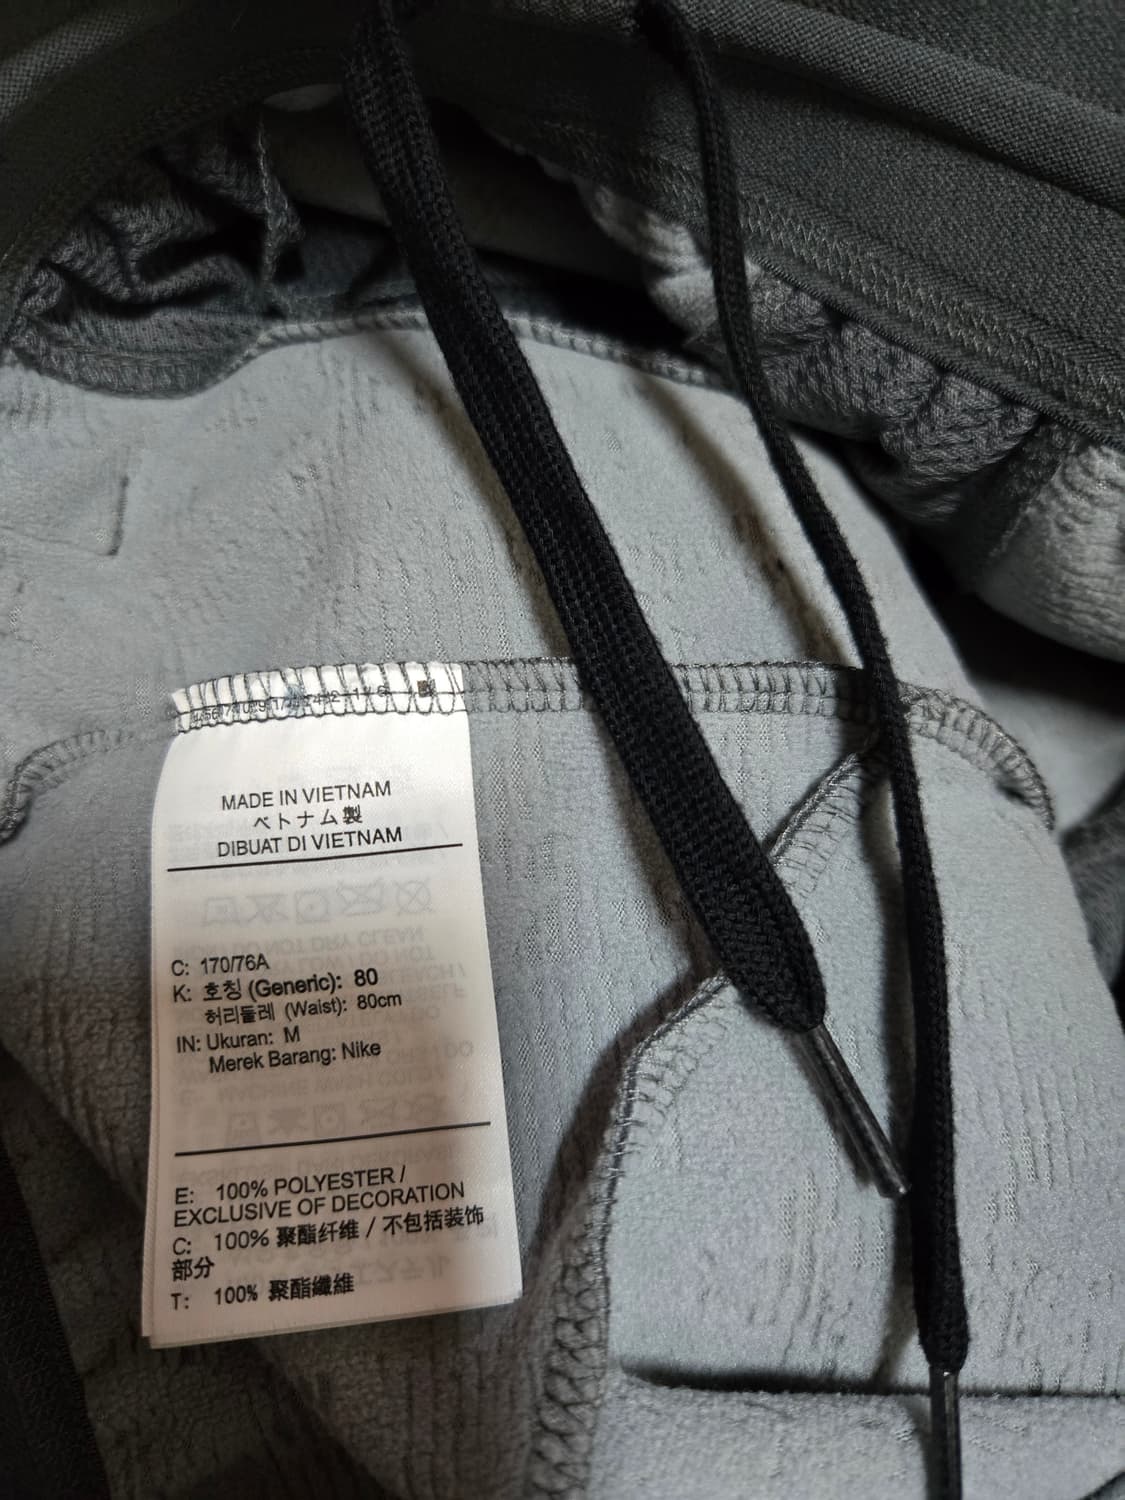 MADE IN VIETNAM
ベトナム製
DIBUAT DI VIETNAM
C: 170/76A
K: 호칭 (Generic): 80
허리둘레 (Waist): 80cm
IN: Ukuran: M
Merek Barang: Nike
E: 100% POLYESTER /
EXCLUSIVE OF DECORATION
C: 100% 聚酯纤维 / 不包括装饰
部分
T: 100% 聚酯纖維